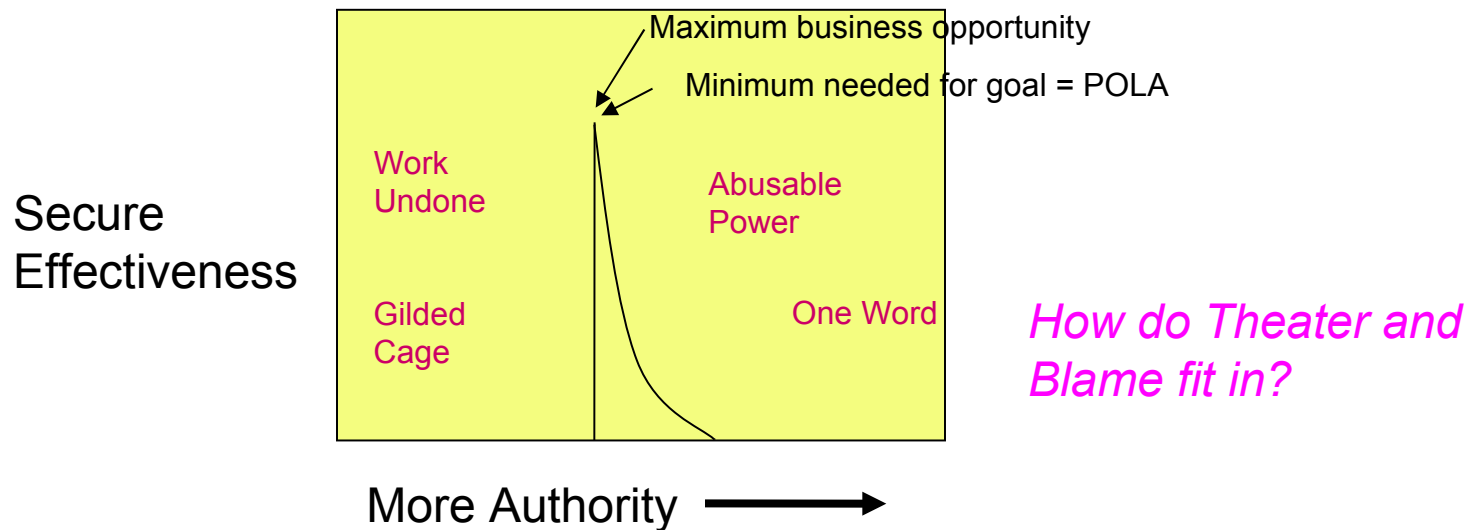 Maximum business opportunity
Minimum needed for goal = POLA
Work
Undone
Abusable
Power
Secure
Effectiveness
Gilded
Cage
One Word
How do Theater and
Blame fit in?
More Authority